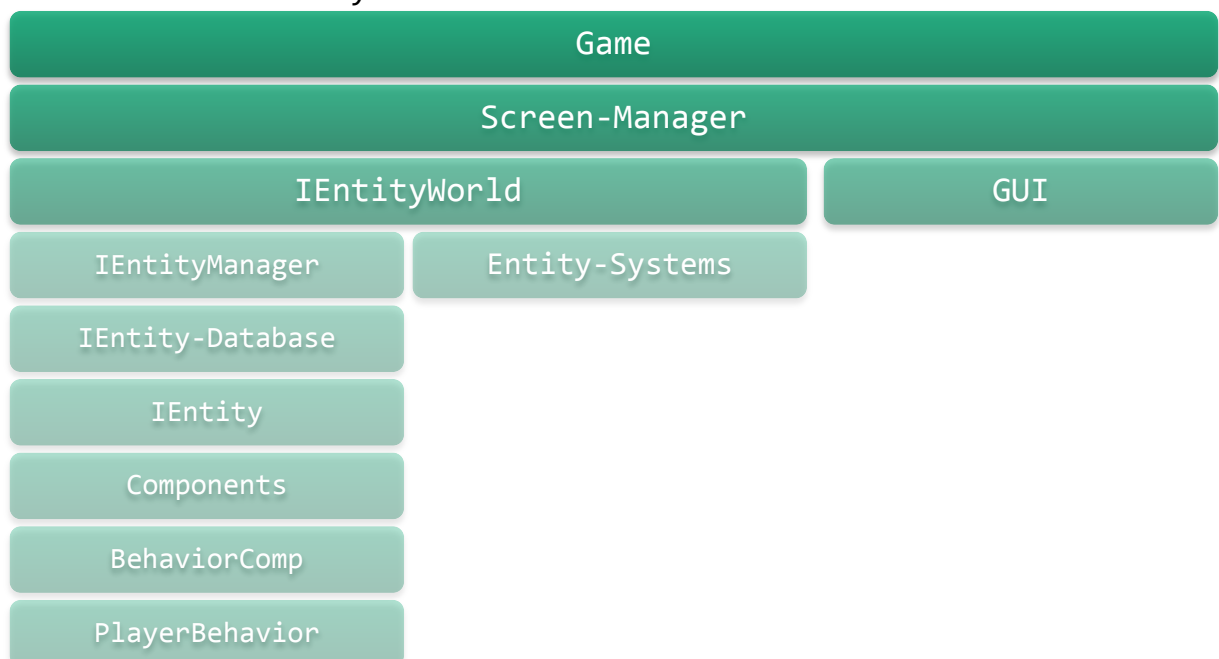 Game
Screen-Manager
IEntityWorld
GUI
IEntityManager
Entity-Systems
IEntity-Database
IEntity
Components
BehaviorComp
PlayerBehavior